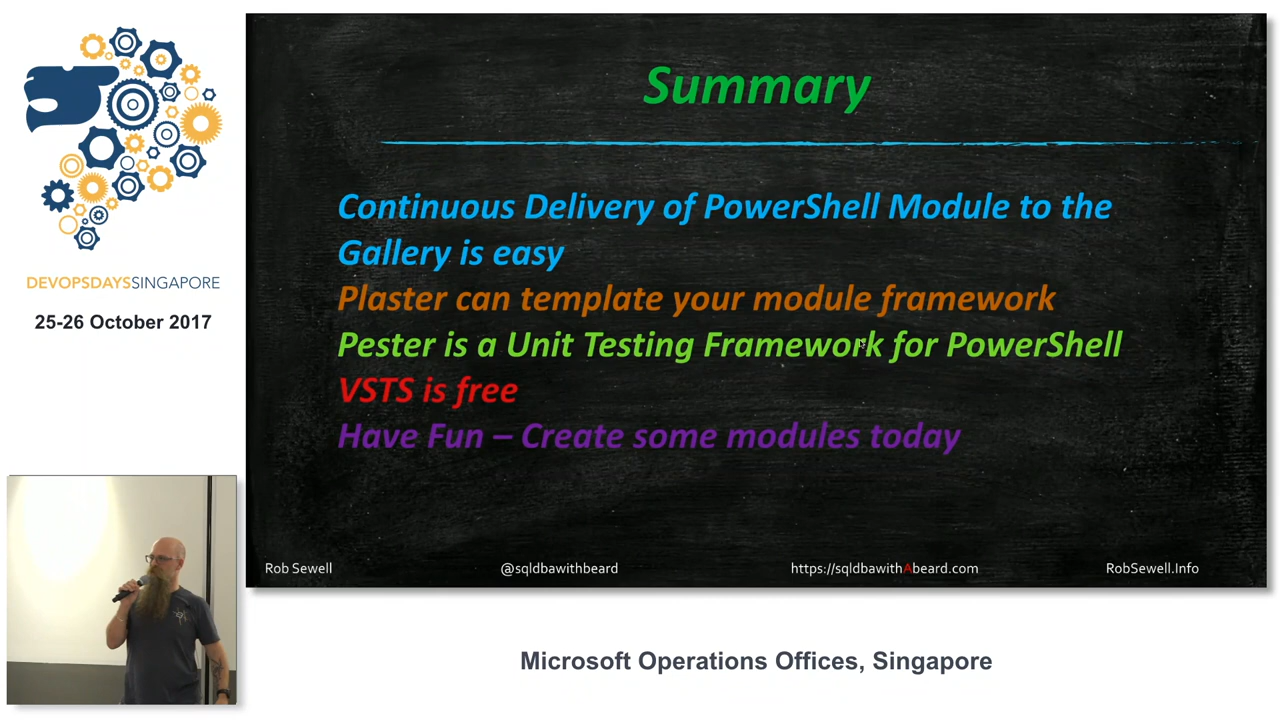 DEVOPSDAYSSINGAPORE
25-26 October 2017
Summary
Continuous Delivery of PowerShell Module to the
Gallery is easy
Plaster can template your module framework
Pester is a Unit Testing Framework for PowerShell
VSTS is free
Have Fun – Create some modules today
Rob Sewell
@sqldbawithbeard
https://sqldbawithAbeard.com
RobSewell.Info
Microsoft Operations Offices, Singapore